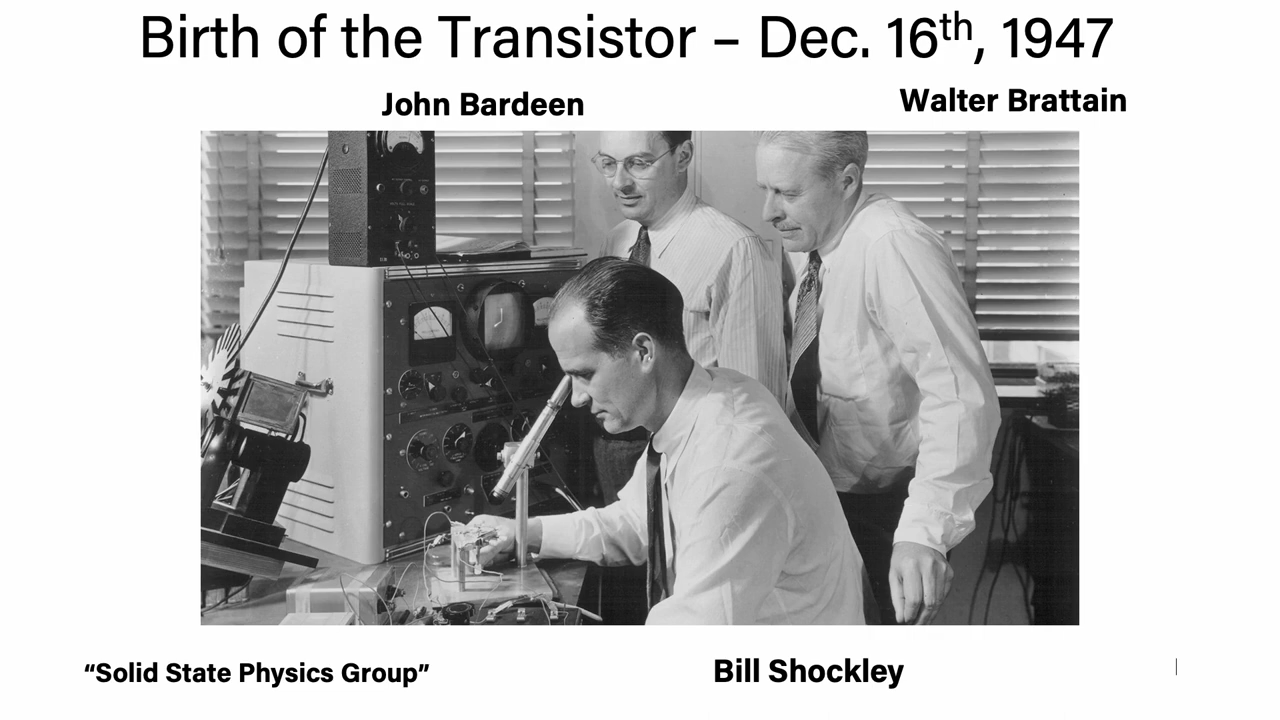 Birth of the Transistor – Dec. 16th, 1947
John Bardeen
Walter Brattain
“Solid State Physics Group”
Bill Shockley